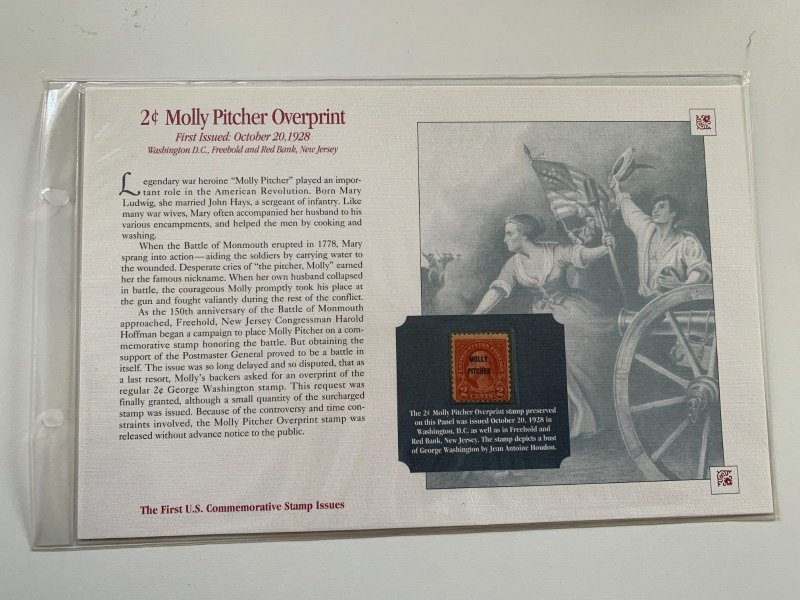 2¢ Molly Pitcher Overprint
First Issued: October 20, 1928
Washington D.C., Freehold and Red Bank, New Jersey
Legendary war heroine “Molly Pitcher” played an impor-
tant role in the American Revolution. Born Mary
Ludwig, she married John Hays, a sergeant of infantry. Like
many war wives, Mary often accompanied her husband to his
various encampments, and helped the men by cooking and
washing.
When the Battle of Monmouth erupted in 1778, Mary
sprang into action—aiding the soldiers by carrying water to
the wounded. Desperate cries of “the pitcher, Molly” earned
her the famous nickname. When her own husband collapsed
in battle, the courageous Molly promptly took his place at
the gun and fought valiantly during the rest of the conflict.
As the 150th anniversary of the Battle of Monmouth
approached, Freehold, New Jersey Congressman Harold
Hoffman began a campaign to place Molly Pitcher on a com-
memorative stamp honoring the battle. But obtaining the
support of the Postmaster General proved to be a battle in
itself. The issue was so long delayed and so disputed, that as
a last resort, Molly’s backers asked for an overprint of the
regular 2¢ George Washington stamp. This request was
finally granted, although a small quantity of the surcharged
stamp was issued. Because of the controversy and time con-
straints involved, the Molly Pitcher Overprint stamp was
released without advance notice to the public.
The First U.S. Commemorative Stamp Issues
MOLLY
PITCHER
2 CENTS 2
The 2¢ Molly Pitcher Overprint stamp preserved
on this Panel was issued October 20, 1928 in
Washington, D.C. as well as in Freehold and
Red Bank, New Jersey. The stamp depicts a bust
of George Washington by Jean Antoine Houdon.